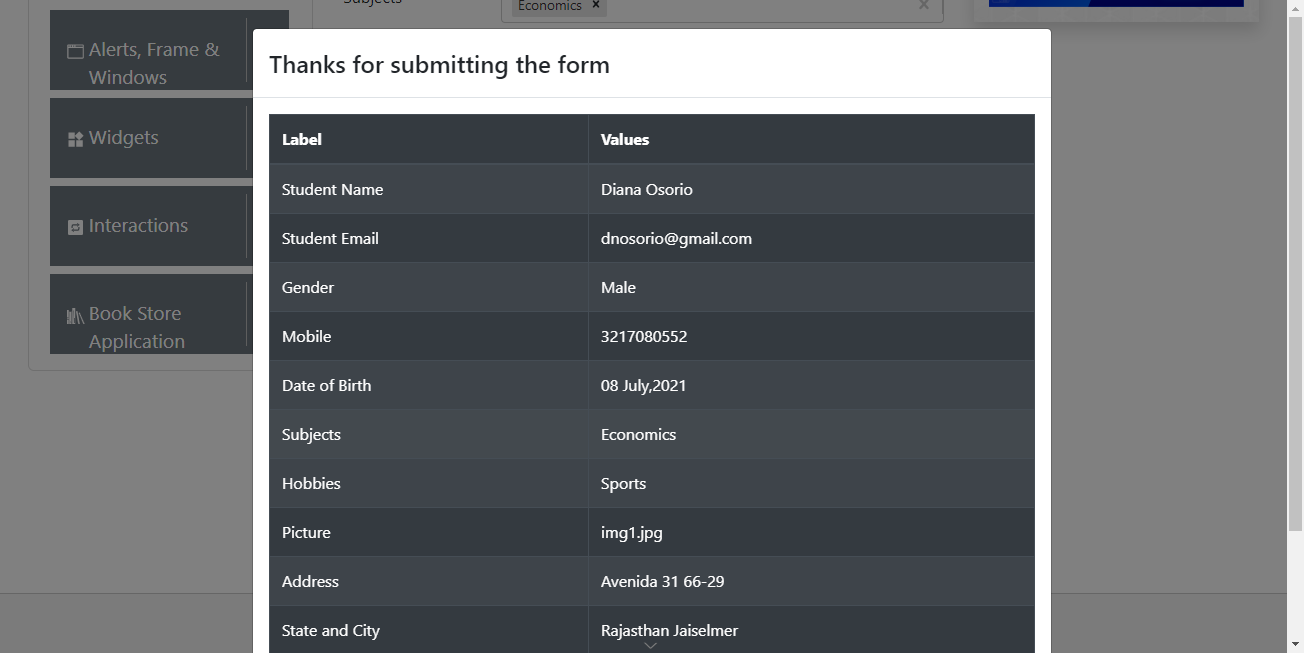 Subjects
Economics ×
×
Alerts, Frame &
Windows
Widgets
Interactions
Book Store
Application
Thanks for submitting the form
Label Values
Student Name Diana Osorio
Student Email dnosorio@gmail.com
Gender Male
Mobile 3217080552
Date of Birth 08 July,2021
Subjects Economics
Hobbies Sports
Picture img1.jpg
Address Avenida 31 66-29
State and City Rajasthan Jaiselmer